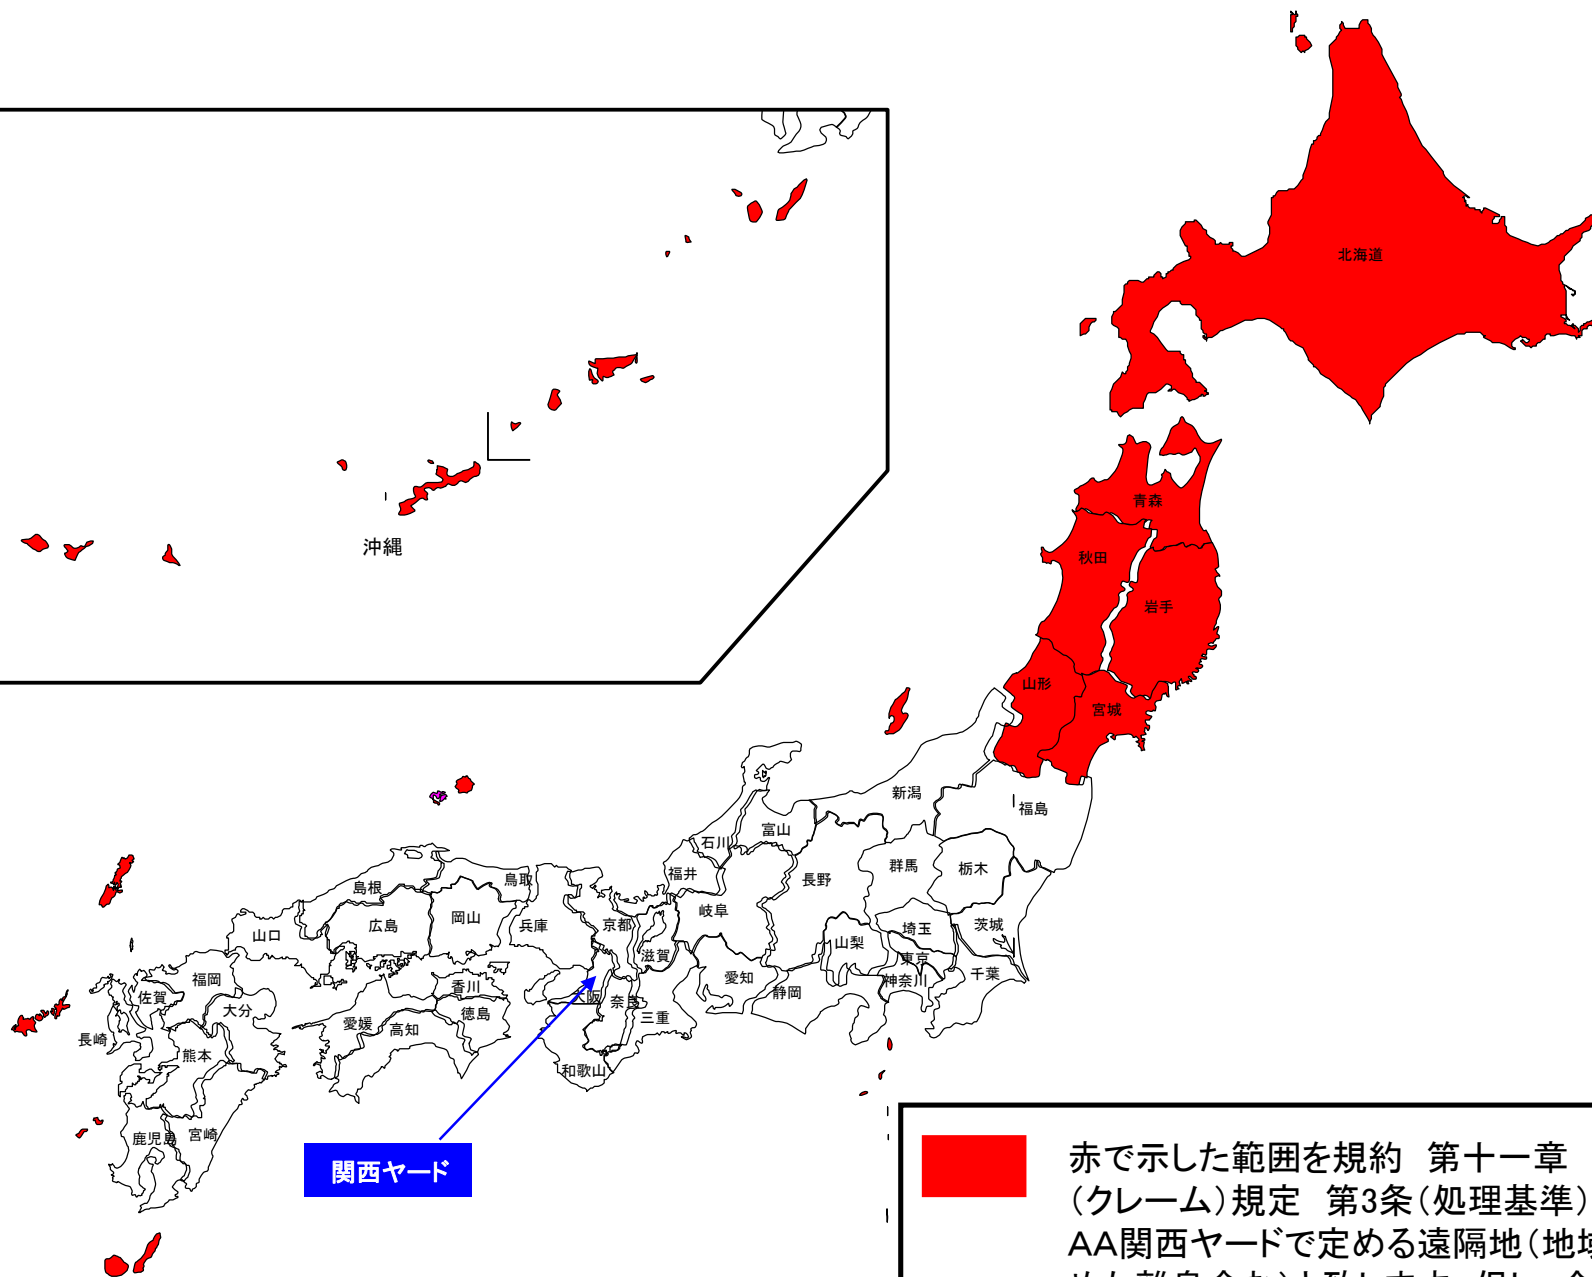 北海道
青森
沖縄
秋田
岩手
山形
宮城
新潟
福島
富山
石川
群馬
栃木
福井
長野
鳥取
島根
岐阜
岡山
広島
兵庫
京都
茨城
埼玉
山口
山梨
滋賀
東京
福岡
愛知
千葉
神奈川
香川
静岡
佐賀
大阪
奈良
大分
徳島
三重
愛媛
高知
長崎
熊本
和歌山
鹿児島
宮崎
関西ヤード
赤で示した範囲を規約 第十一章
（クレーム）規定 第3条（処理基準）
AA関西ヤードで定める遠隔地（地域